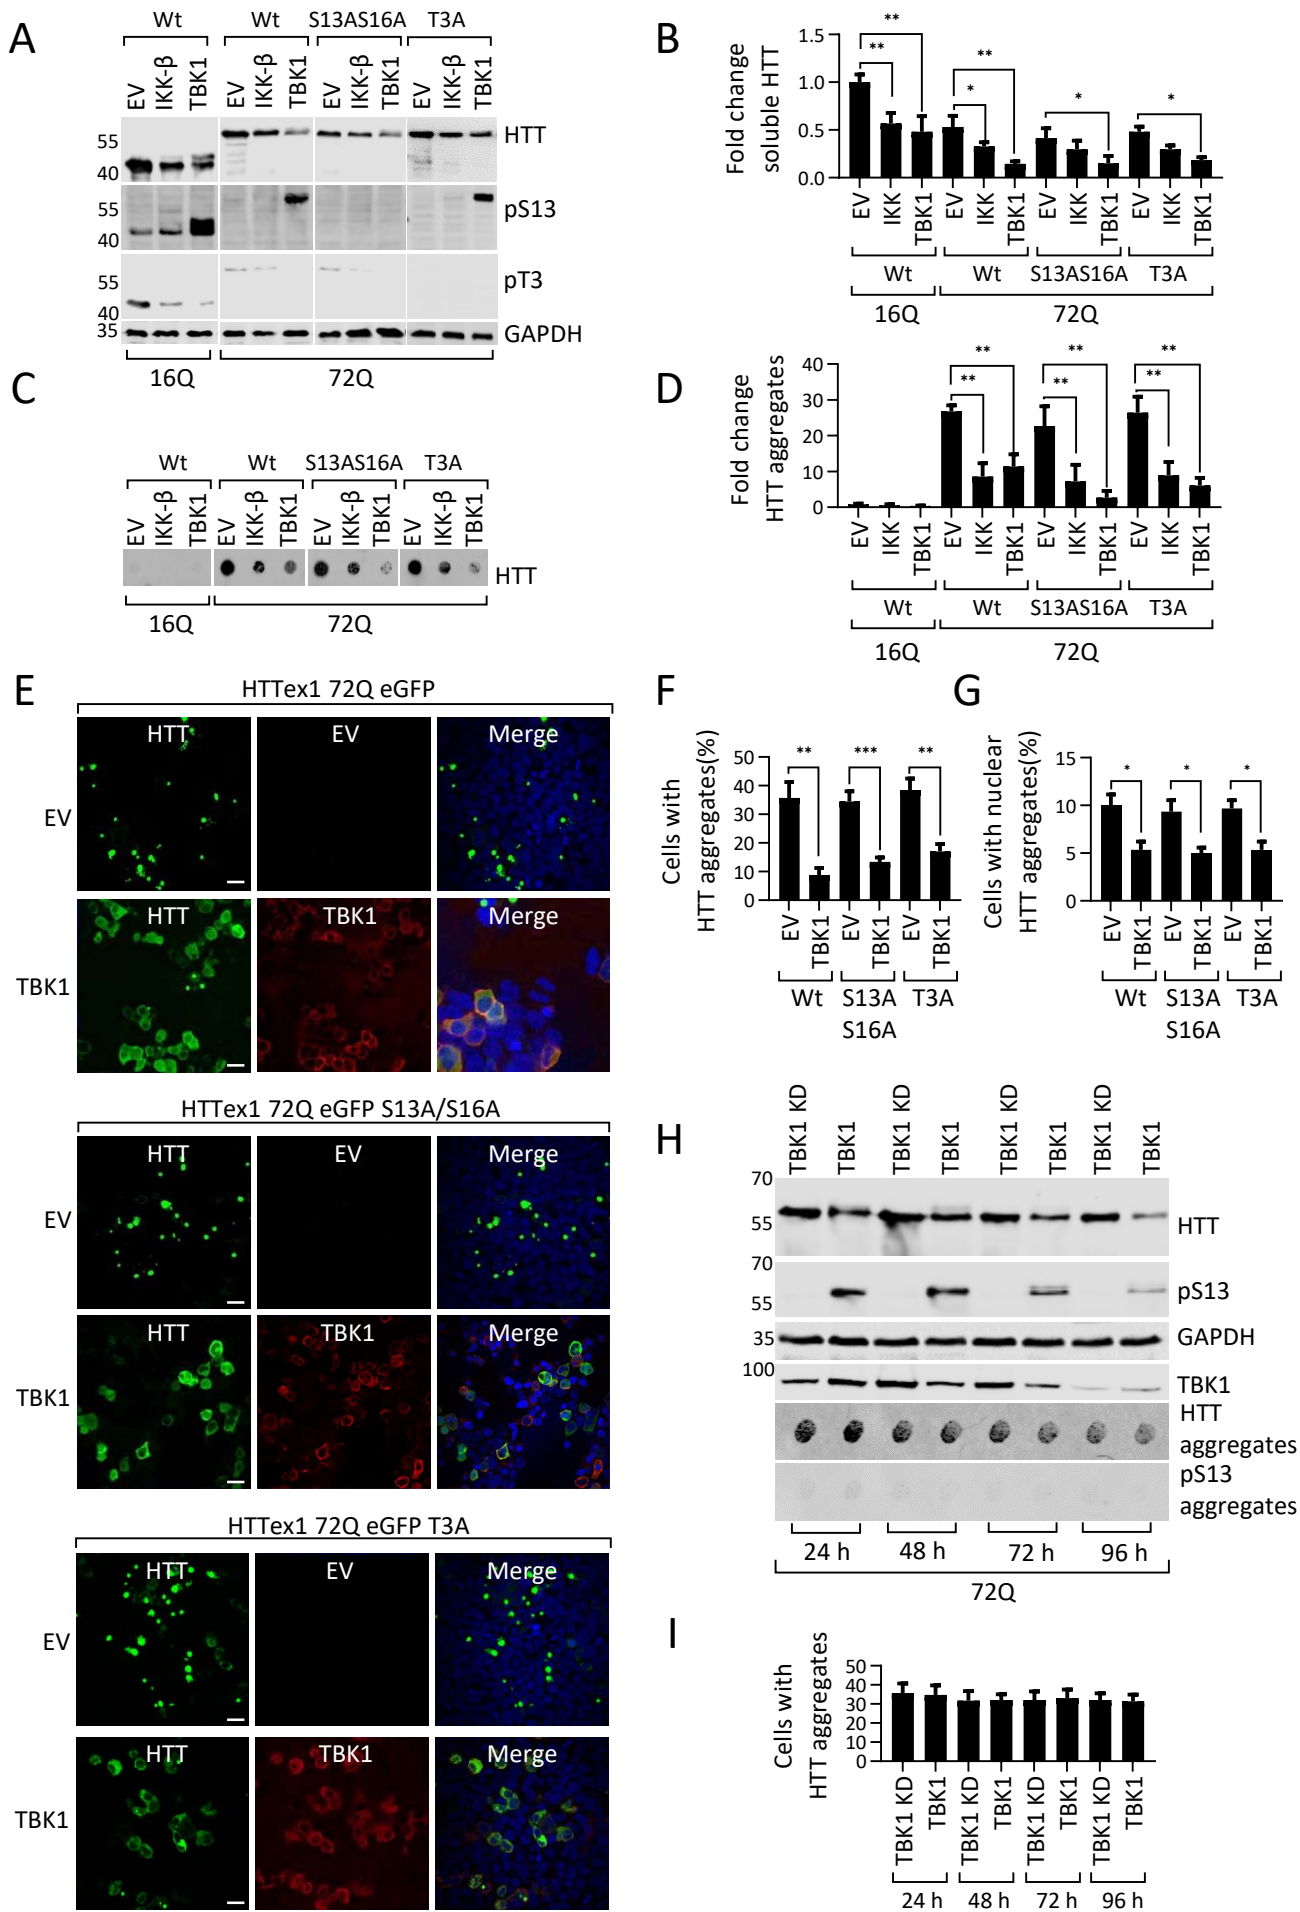 A
Wt Wt S13AS16A T3A
EV IKK-β TBK1 EV IKK-β TBK1 EV IKK-β TBK1 EV IKK-β TBK1
55
40
HTT
55
40
pS13
55
40
pT3
35
GAPDH
16Q 72Q
B
Fold change
soluble HTT
1.5
1.0
0.5
0.0
** ** * ** * *
EV IKK TBK1 EV IKK TBK1 EV IKK TBK1 EV IKK TBK1
Wt Wt S13AS16A T3A
16Q 72Q
C
Wt Wt S13AS16A T3A
EV IKK-β TBK1 EV IKK-β TBK1 EV IKK-β TBK1 EV IKK-β TBK1
HTT
16Q 72Q
D
Fold change
HTT aggregates
40
30
20
10
0
** ** ** ** ** **
EV IKK TBK1 EV IKK TBK1 EV IKK TBK1 EV IKK TBK1
Wt Wt S13AS16A T3A
16Q 72Q
E
HTTex1 72Q eGFP
EV
HTT EV Merge
TBK1
HTT TBK1 Merge
HTTex1 72Q eGFP S13A/S16A
EV
HTT EV Merge
TBK1
HTT TBK1 Merge
HTTex1 72Q eGFP T3A
EV
HTT EV Merge
TBK1
HTT TBK1 Merge
F
Cells with
HTT aggregates(%)
50
40
30
20
10
0
** *** **
EV TBK1 EV TBK1 EV TBK1
Wt S13A T3A
S16A
G
Cells with nuclear
HTT aggregates(%)
15
10
5
0
* * *
EV TBK1 EV TBK1 EV TBK1
Wt S13A T3A
S16A
H
TBK1 KD TBK1 TBK1 KD TBK1 TBK1 KD TBK1 TBK1 KD TBK1
70
55
HTT
70
55
pS13
35
GAPDH
100
TBK1
HTT
aggregates
pS13
aggregates
24 h 48 h 72 h 96 h
72Q
I
Cells with
HTT aggregates
50
40
30
20
10
0
TBK1 KD TBK1 TBK1 KD TBK1 TBK1 KD TBK1 TBK1 KD TBK1
24 h 48 h 72 h 96 h